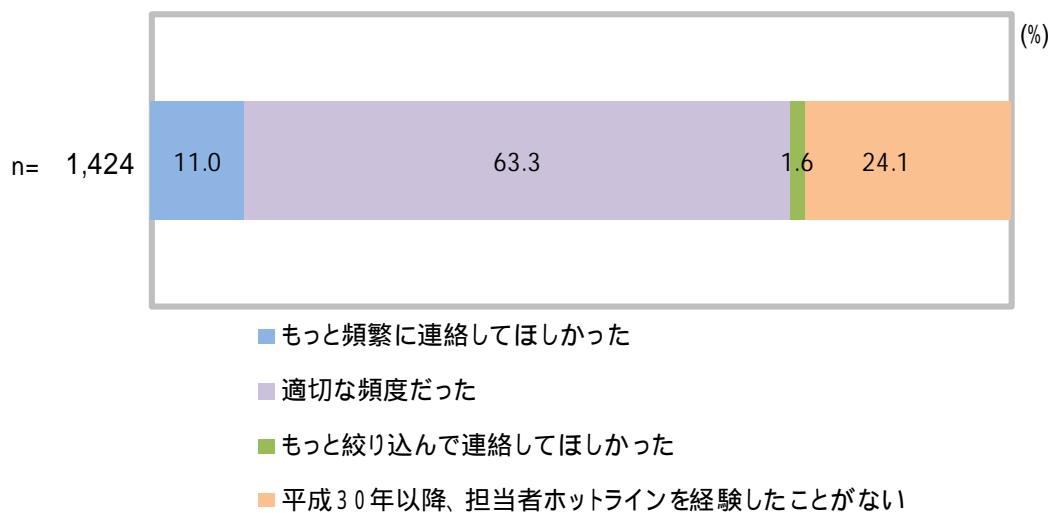 (%)
n= 1,424 11.0 63.3 1.6 24.1
もっと頻繁に連絡してほしかった
適切な頻度だった
もっと絞り込んで連絡してほしかった
平成30年以降、担当者ホットラインを経験したことがない